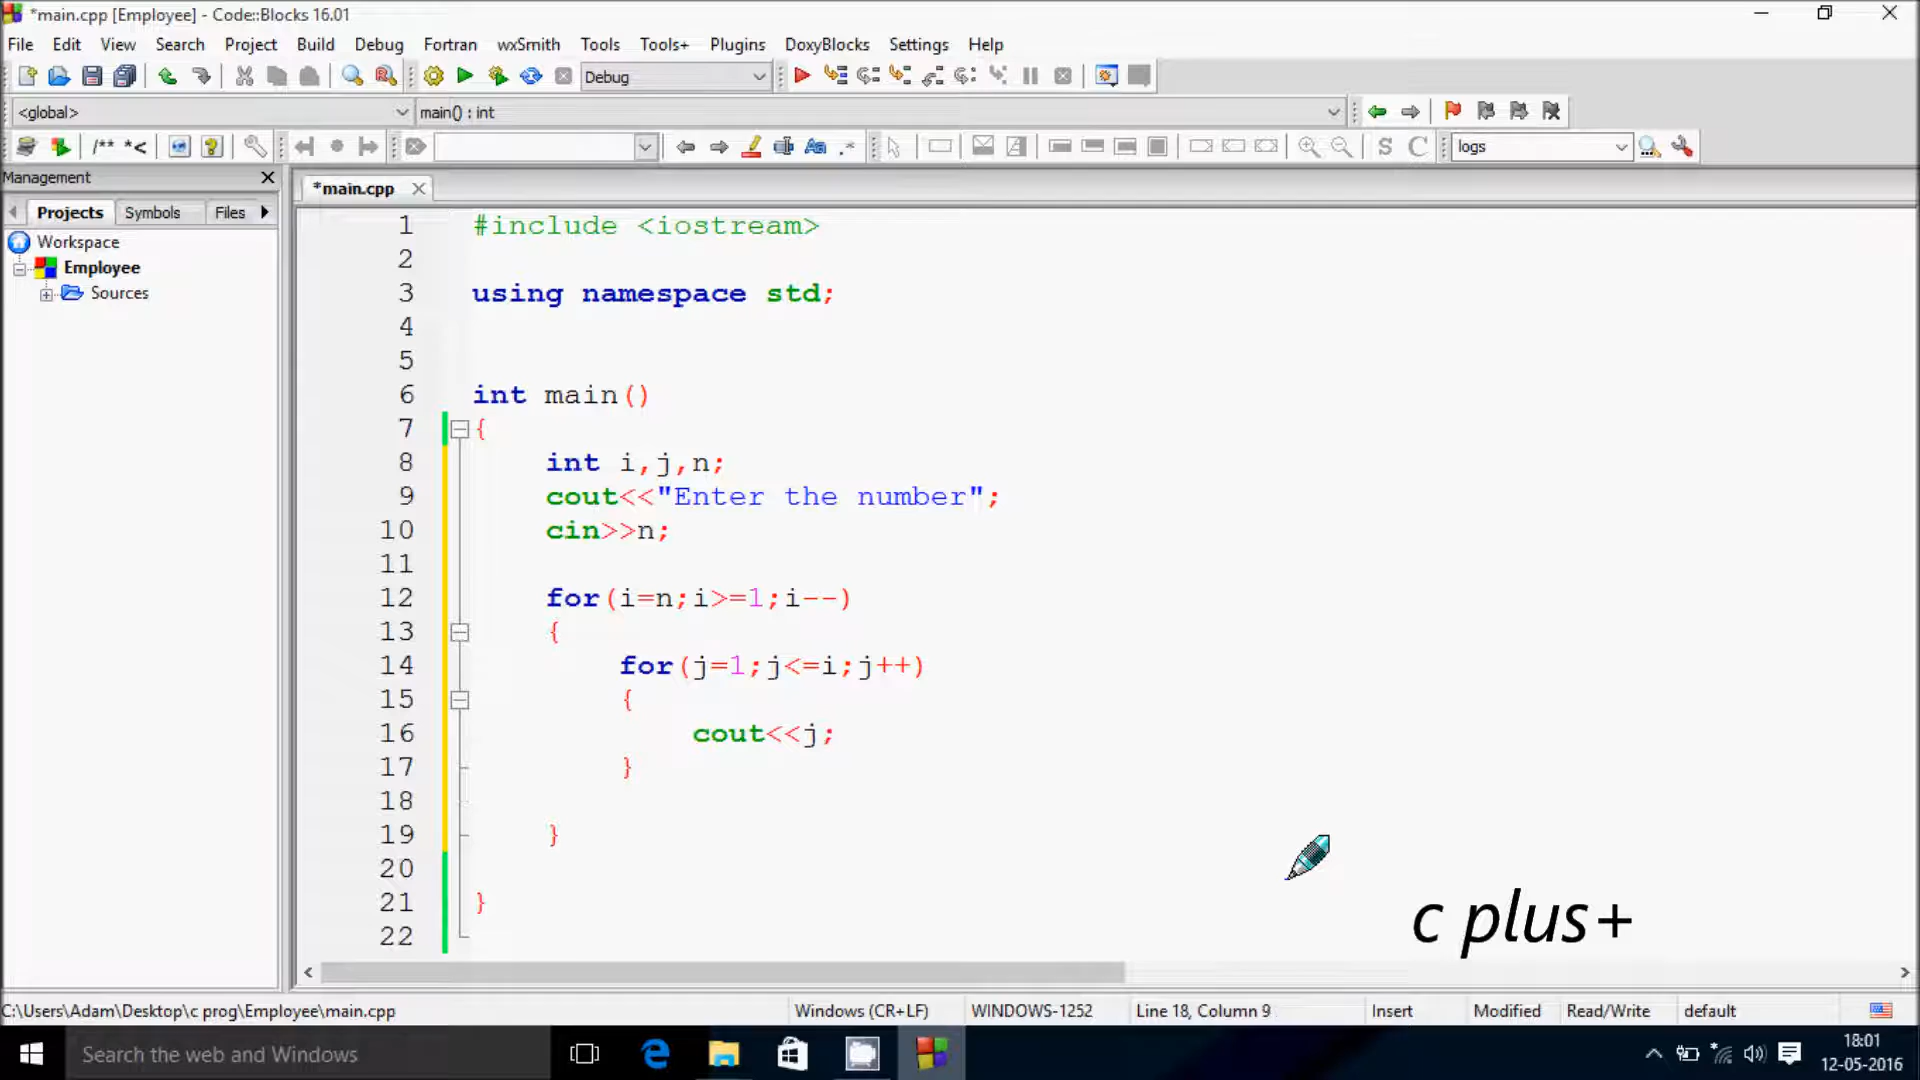 *main.cpp [Employee] - Code::Blocks 16.01
File Edit View Search Project Build Debug Fortran wxSmith Tools Tools+ Plugins DoxyBlocks Settings Help
Debug
<global> main() : int
/** *< Aa .* S C logs
Management
*main.cpp
Projects Symbols Files
Workspace
Employee
Sources
1 #include <iostream>
2
3 using namespace std;
4
5
6 int main()
7 {
8 int i,j,n;
9 cout<<"Enter the number";
10 cin>>n;
11
12 for(i=n;i>=1;i--)
13 {
14 for(j=1;j<=i;j++)
15 {
16 cout<<j;
17 }
18
19 }
20
21 }
22
c plus+
C:\Users\Adam\Desktop\c prog\Employee\main.cpp Windows (CR+LF) WINDOWS-1252 Line 18, Column 9 Insert Modified Read/Write default
Search the web and Windows
18:01
12-05-2016